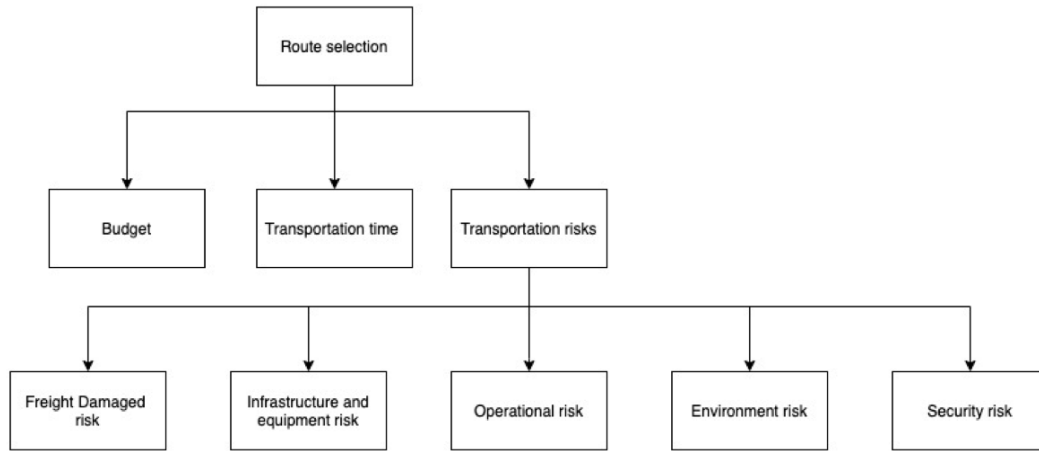 Route selection
Budget
Transportation time
Transportation risks
Freight Damaged
risk
Infrastructure and
equipment risk
Operational risk
Environment risk
Security risk